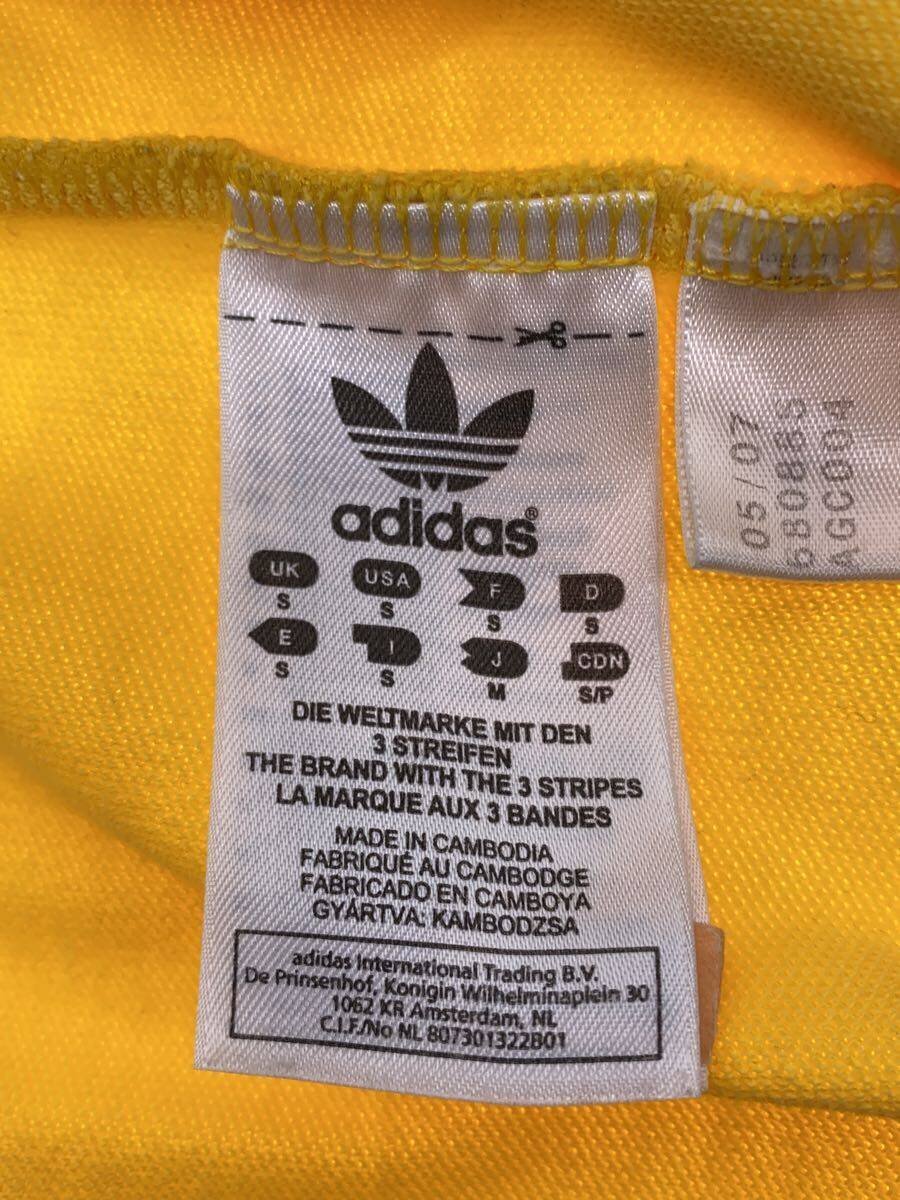 adidas®
UK USA F D
S S S S
E I J CDN
S S M S/P
DIE WELTMARKE MIT DEN
3 STREIFEN
THE BRAND WITH THE 3 STRIPES
LA MARQUE AUX 3 BANDES
MADE IN CAMBODIA
FABRIQUÉ AU CAMBODGE
FABRICADO EN CAMBOYA
GYÁRTVA: KAMBODZSA
adidas International Trading B.V.
De Prinsenhof, Konigin Wilhelminaplein 30
1062 KR Amsterdam, NL
C.I.F./No NL 807301322B01
05/07
680885
AGC004